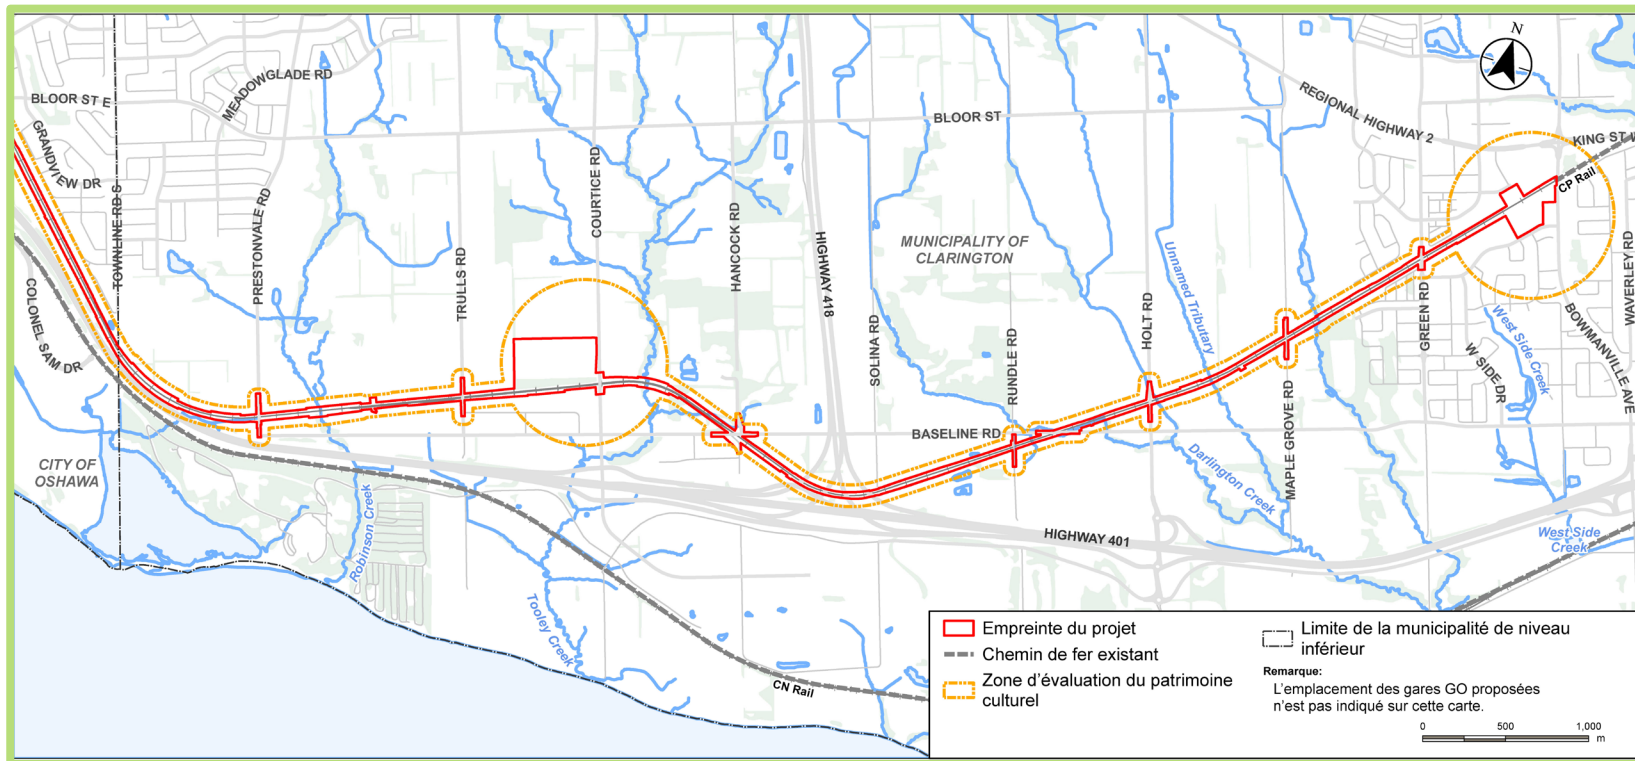 N
BLOOR ST E
MEADOWGLADE RD
GRANDVIEW DR
TOWNLINE RD S
PRESTONVALE RD
TRULLS RD
COURTICE RD
HANCOCK RD
HIGHWAY 418
SOLINA RD
BLOOR ST
MUNICIPALITY OF
CLARINGTON
RUNDLE RD
HOLT RD
Unnamed Tributary
REGIONAL HIGHWAY 2
KING ST W
CP Rail
GREEN RD
WAVERLEY RD
BOWMANVILLE AVE
West Side Creek
W SIDE DR
MAPLE GROVE RD
COLONEL SAM DR
BASELINE RD
Darlington Creek
CITY OF
OSHAWA
Robinson Creek
HIGHWAY 401
West Side
Creek
Tooley Creek
CN Rail
Empreinte du projet
Chemin de fer existant
Zone d'évaluation du patrimoine
culturel
Limite de la municipalité de niveau
inférieur
Remarque:
L'emplacement des gares GO proposées
n'est pas indiqué sur cette carte.
0 500 1,000
m